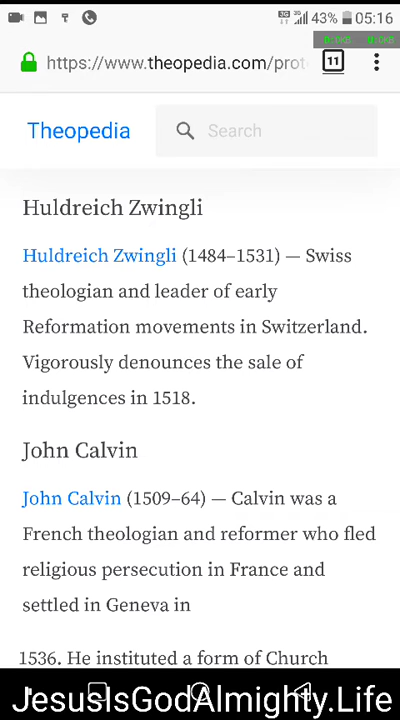 43% 05:16
https://www.theopedia.com/prot
11
Theopedia
Search
Huldreich Zwingli
Huldreich Zwingli (1484–1531) — Swiss
theologian and leader of early
Reformation movements in Switzerland.
Vigorously denounces the sale of
indulgences in 1518.
John Calvin
John Calvin (1509–64) — Calvin was a
French theologian and reformer who fled
religious persecution in France and
settled in Geneva in
1536. He instituted a form of Church
JesusIsGodAlmighty.Life